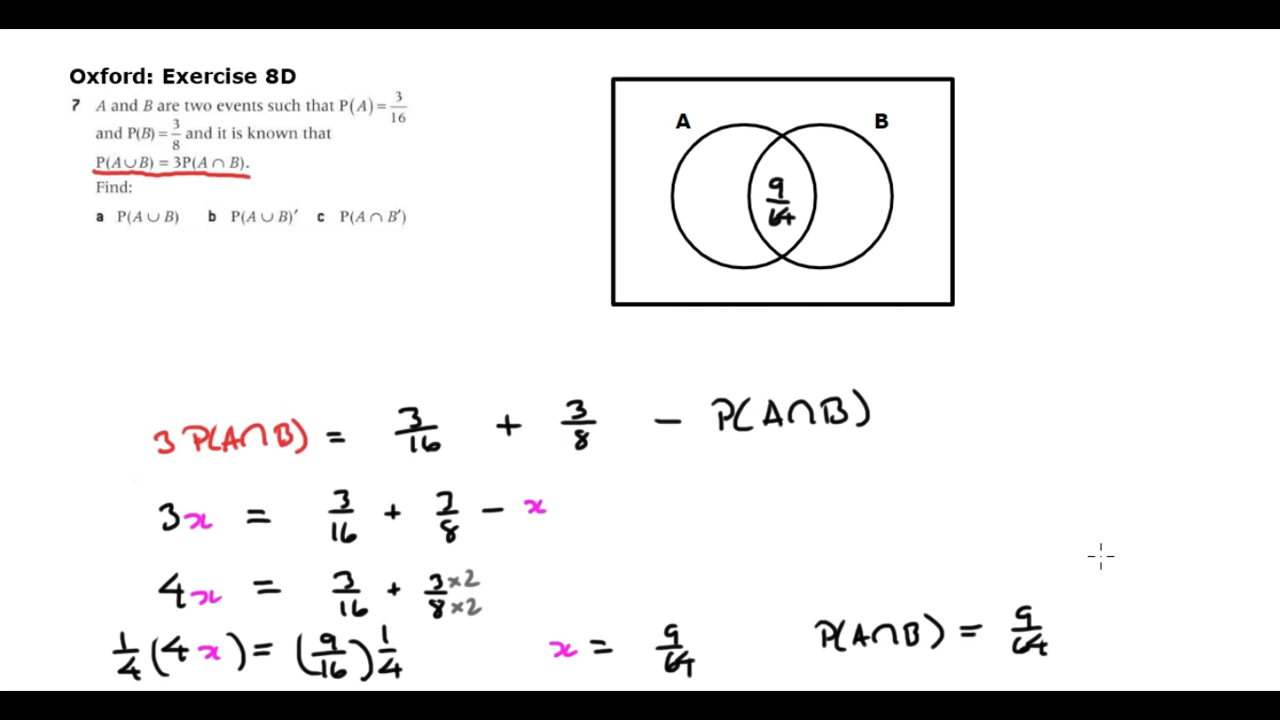 Oxford: Exercise 8D
7 A and B are two events such that P(A) = 3/16
and P(B) = 3/8 and it is known that
P(A ∪ B) = 3P(A ∩ B).
Find:
a P(A ∪ B) b P(A ∪ B)′ c P(A ∩ B′)
A B
9/64
3 P(A∩B) = 3/16 + 3/8 − P(A∩B)
3x = 3/16 + 3/8 − x
4x = 3/16 + 3×2/8×2
1/4 (4x) = (9/16) 1/4 x = 9/64 P(A∩B) = 9/64